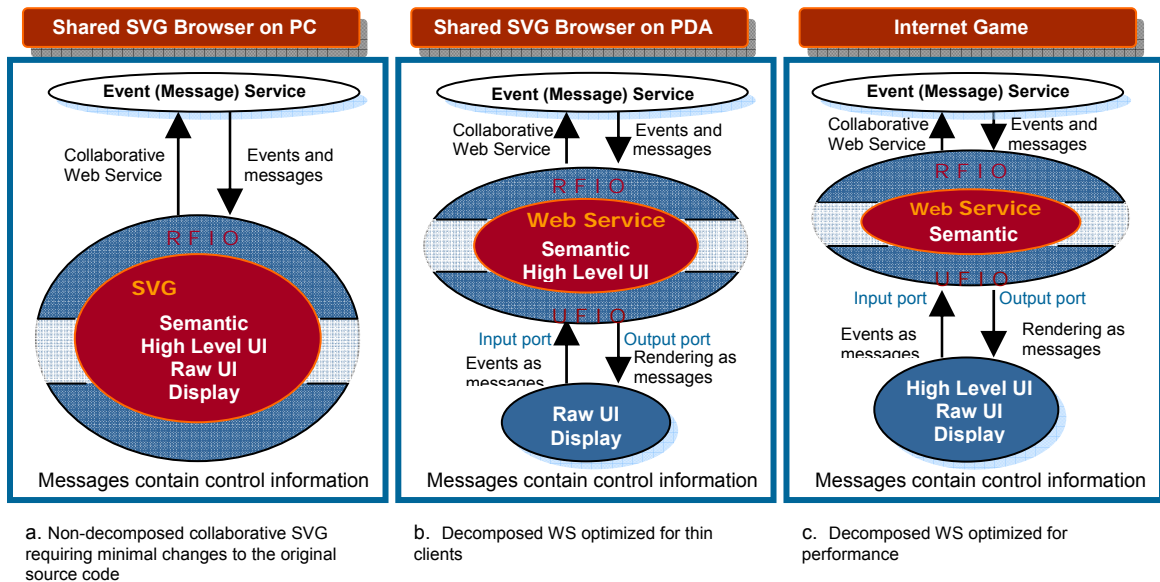 Shared SVG Browser on PC
Event (Message) Service
Collaborative
Web Service
Events and
messages
R F I O
SVG
Semantic
High Level UI
Raw UI
Display
Messages contain control information
a. Non-decomposed collaborative SVG
requiring minimal changes to the original
source code
Shared SVG Browser on PDA
Event (Message) Service
Collaborative
Web Service
Events and
messages
R F I O
Web Service
Semantic
High Level UI
U F I O
Input port
Output port
Events as
messages
Rendering as
messages
Raw UI
Display
Messages contain control information
b. Decomposed WS optimized for thin
clients
Internet Game
Event (Message) Service
Collaborative
Web Service
Events and
messages
R F I O
Web Service
Semantic
U F I O
Input port
Output port
Events as
messages
Rendering as
messages
High Level UI
Raw UI
Display
Messages contain control information
c. Decomposed WS optimized for
performance